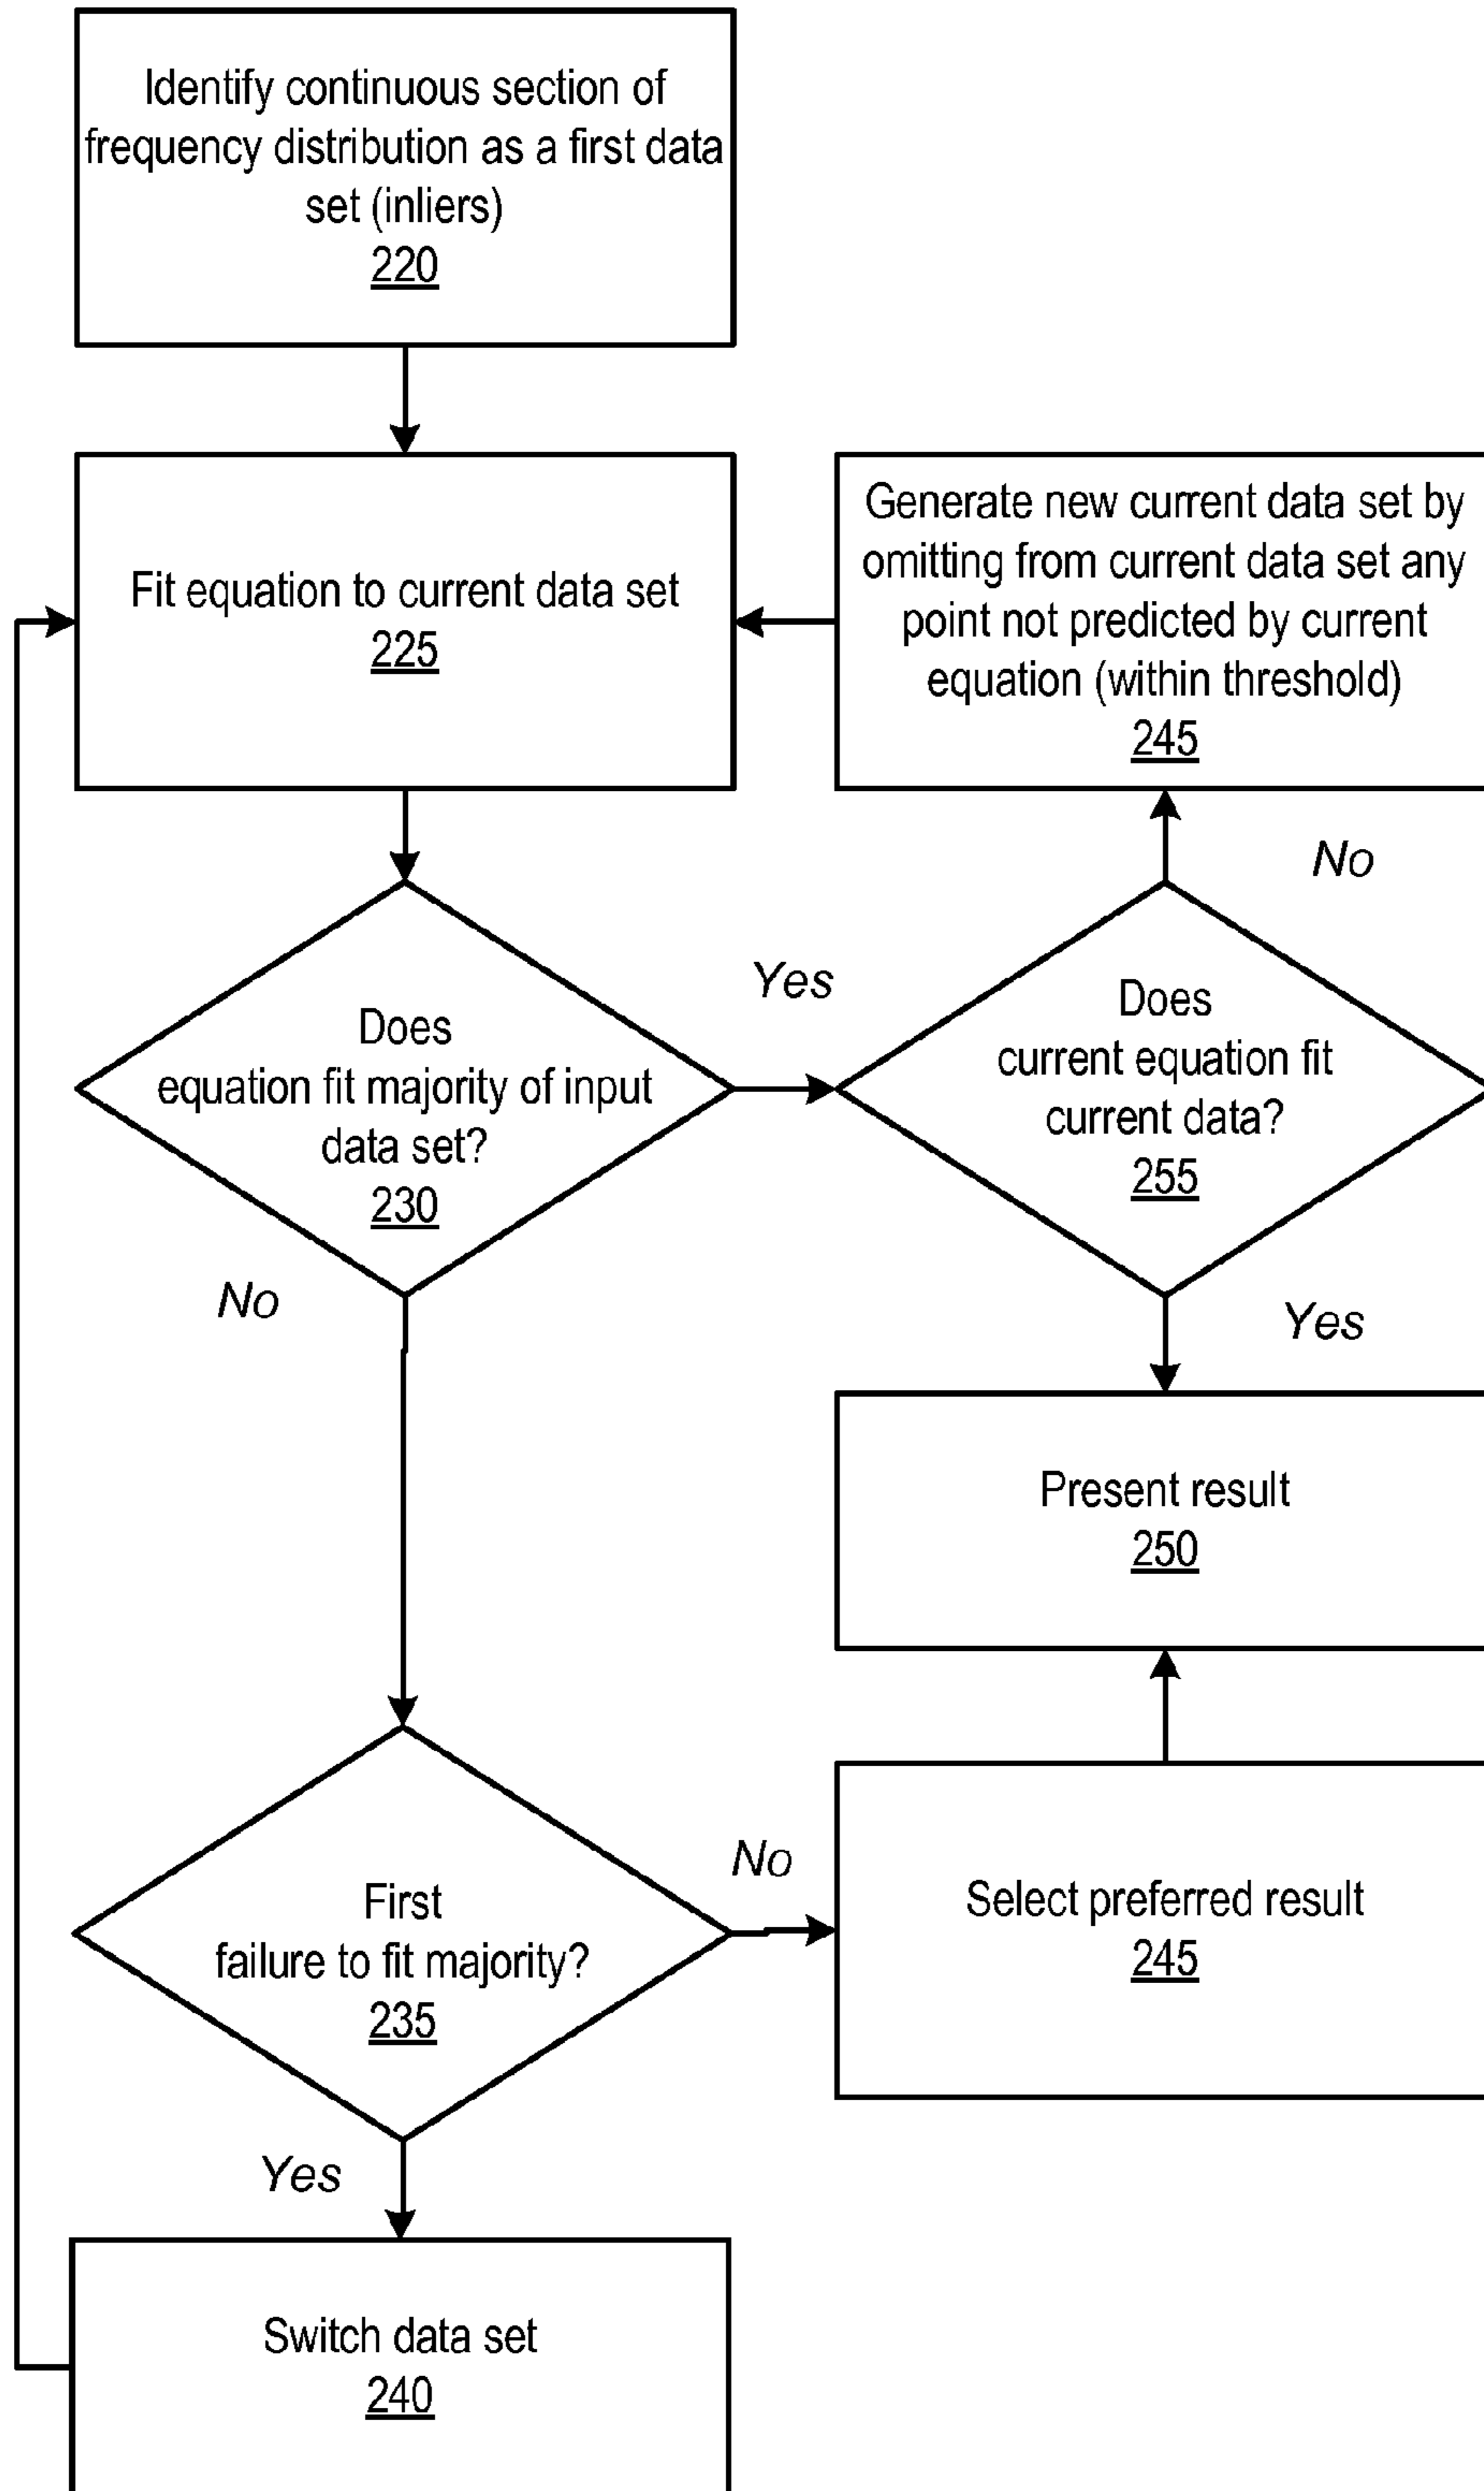 Identify continuous section of
frequency distribution as a first data
set (inliers)
220
Fit equation to current data set
225
Generate new current data set by
omitting from current data set any
point not predicted by current
equation (within threshold)
245
No
Yes
Does
equation fit majority of input
data set?
230
Does
current equation fit
current data?
255
No
Yes
Present result
250
First
failure to fit majority?
235
No
Select preferred result
245
Yes
Switch data set
240